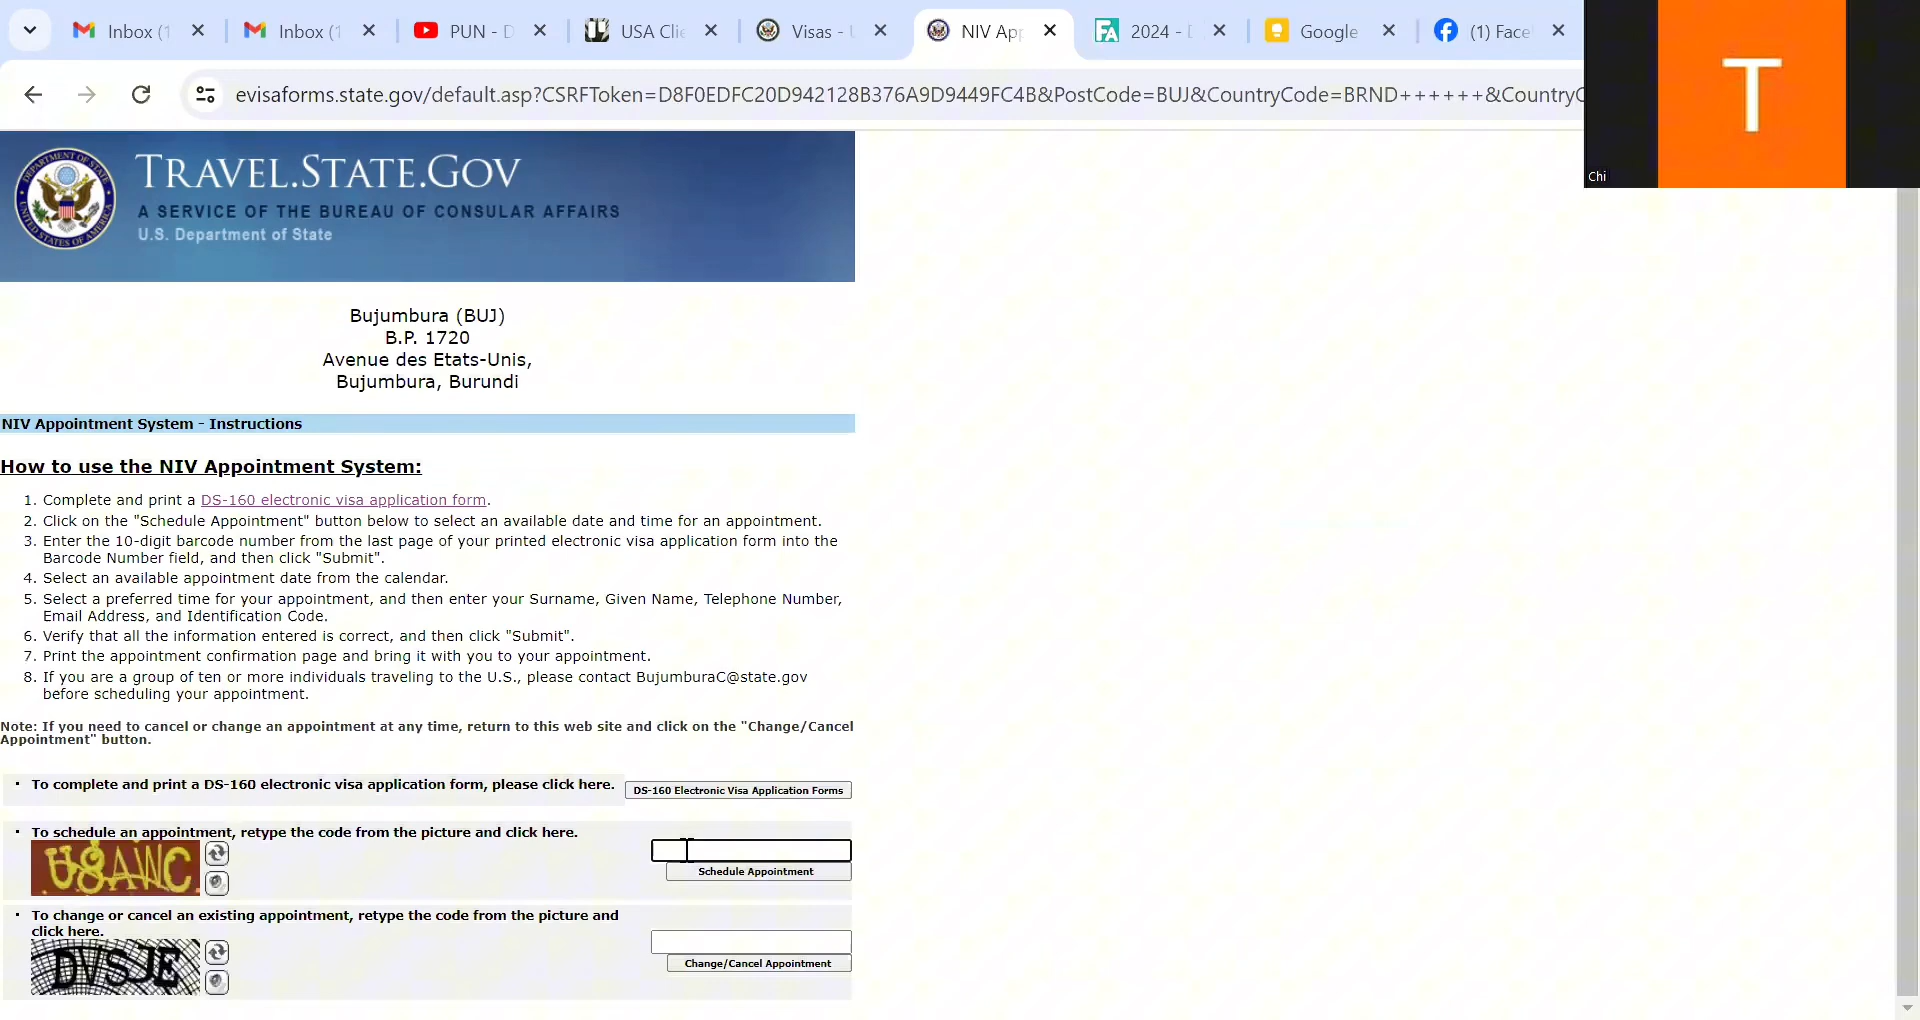 Inbox (1
Inbox (1
PUN - D
USA Clie
Visas - U
NIV App
2024 - D
Google
(1) Face
evisaforms.state.gov/default.asp?CSRFToken=D8F0EDFC20D942128B376A9D9449FC4B&PostCode=BUJ&CountryCode=BRND++++++&CountryC
T
Chi
TRAVEL.STATE.GOV
A SERVICE OF THE BUREAU OF CONSULAR AFFAIRS
U.S. Department of State
Bujumbura (BUJ)
B.P. 1720
Avenue des Etats-Unis,
Bujumbura, Burundi
NIV Appointment System - Instructions
How to use the NIV Appointment System:
1. Complete and print a DS-160 electronic visa application form.
2. Click on the "Schedule Appointment" button below to select an available date and time for an appointment.
3. Enter the 10-digit barcode number from the last page of your printed electronic visa application form into the
Barcode Number field, and then click "Submit".
4. Select an available appointment date from the calendar.
5. Select a preferred time for your appointment, and then enter your Surname, Given Name, Telephone Number,
Email Address, and Identification Code.
6. Verify that all the information entered is correct, and then click "Submit".
7. Print the appointment confirmation page and bring it with you to your appointment.
8. If you are a group of ten or more individuals traveling to the U.S., please contact BujumburaC@state.gov
before scheduling your appointment.
Note: If you need to cancel or change an appointment at any time, return to this web site and click on the "Change/Cancel
Appointment" button.
To complete and print a DS-160 electronic visa application form, please click here.
DS-160 Electronic Visa Application Forms
To schedule an appointment, retype the code from the picture and click here.
Schedule Appointment
To change or cancel an existing appointment, retype the code from the picture and
click here.
Change/Cancel Appointment